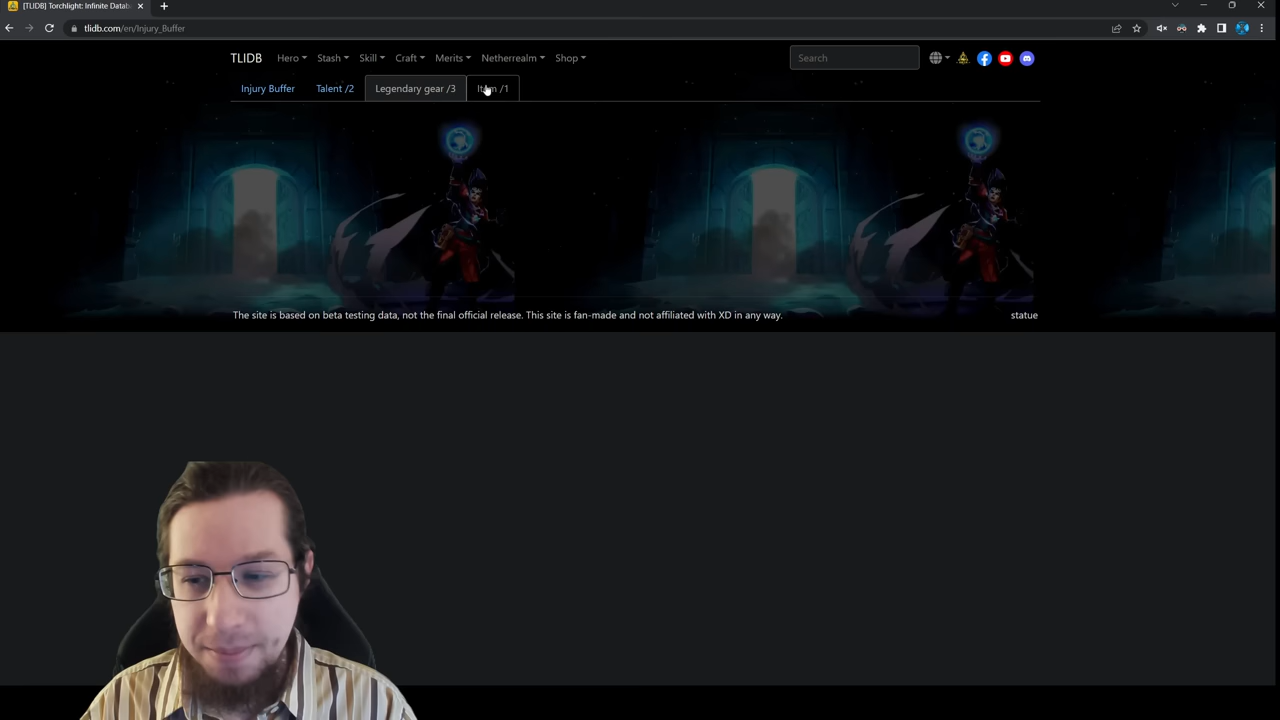 [TLIDB] Torchlight: Infinite Datab
tlidb.com/en/Injury_Buffer
TLIDB Hero Stash Skill Craft Merits Netherrealm Shop Search
Injury Buffer Talent /2 Legendary gear /3 Item /1
The site is based on beta testing data, not the final official release. This site is fan-made and not affiliated with XD in any way. statue